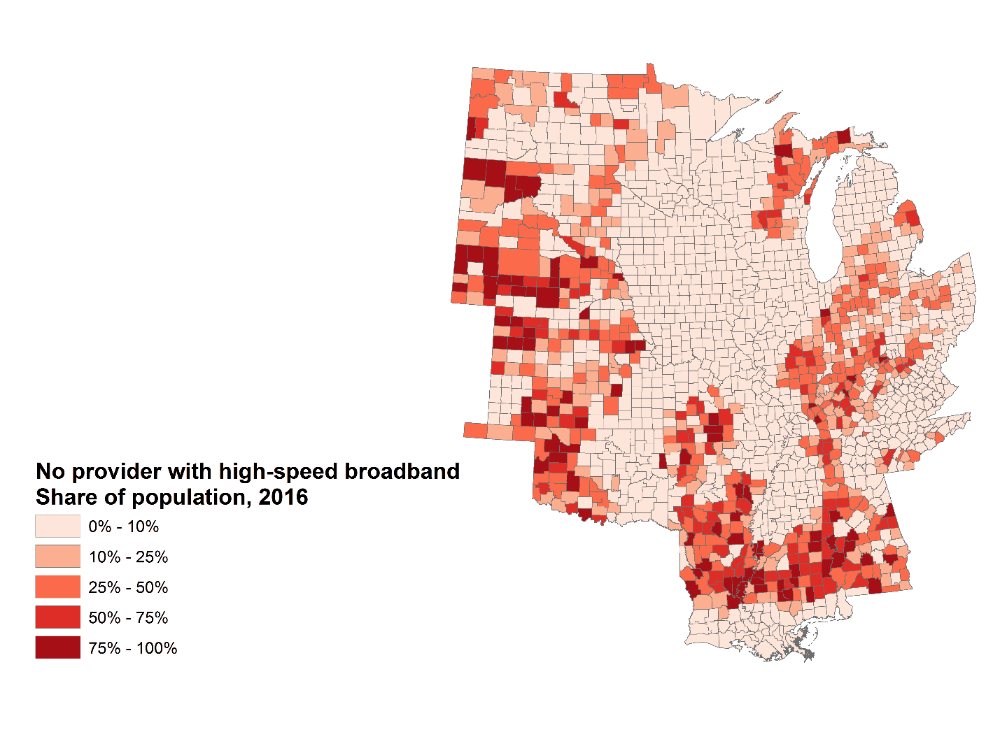 No provider with high-speed broadband
Share of population, 2016
0% - 10%
10% - 25%
25% - 50%
50% - 75%
75% - 100%